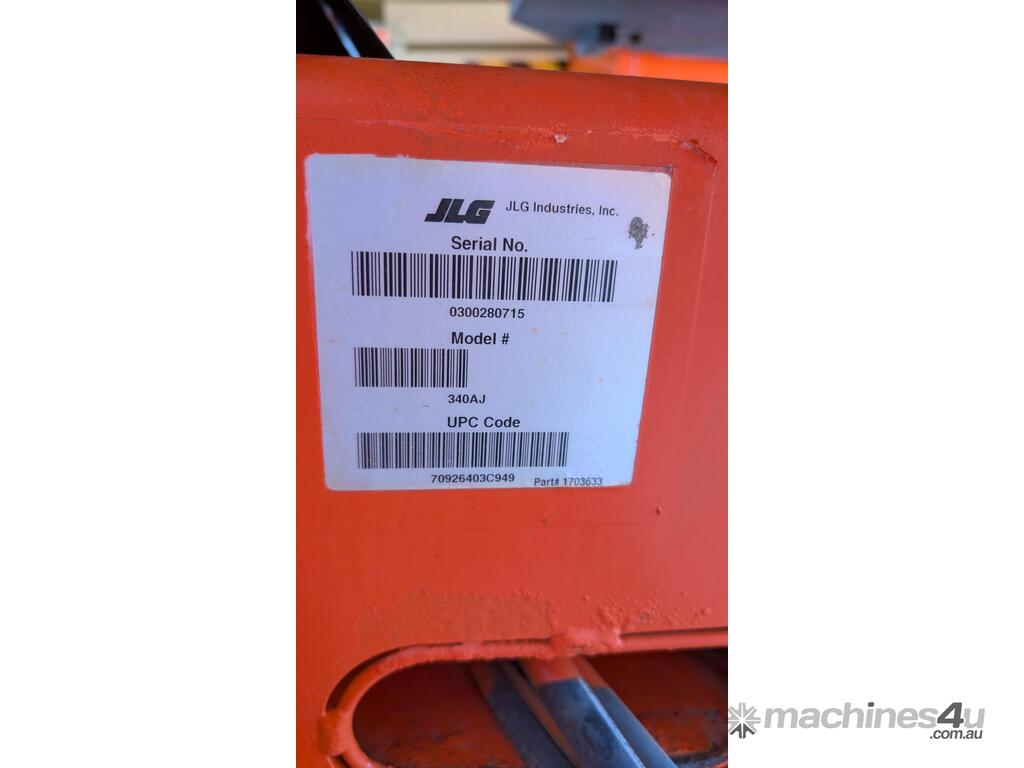 JLG JLG Industries, Inc.
Serial No.
0300280715
Model #
340AJ
UPC Code
70926403C949
Part# 1703633
machines4u
.com.au